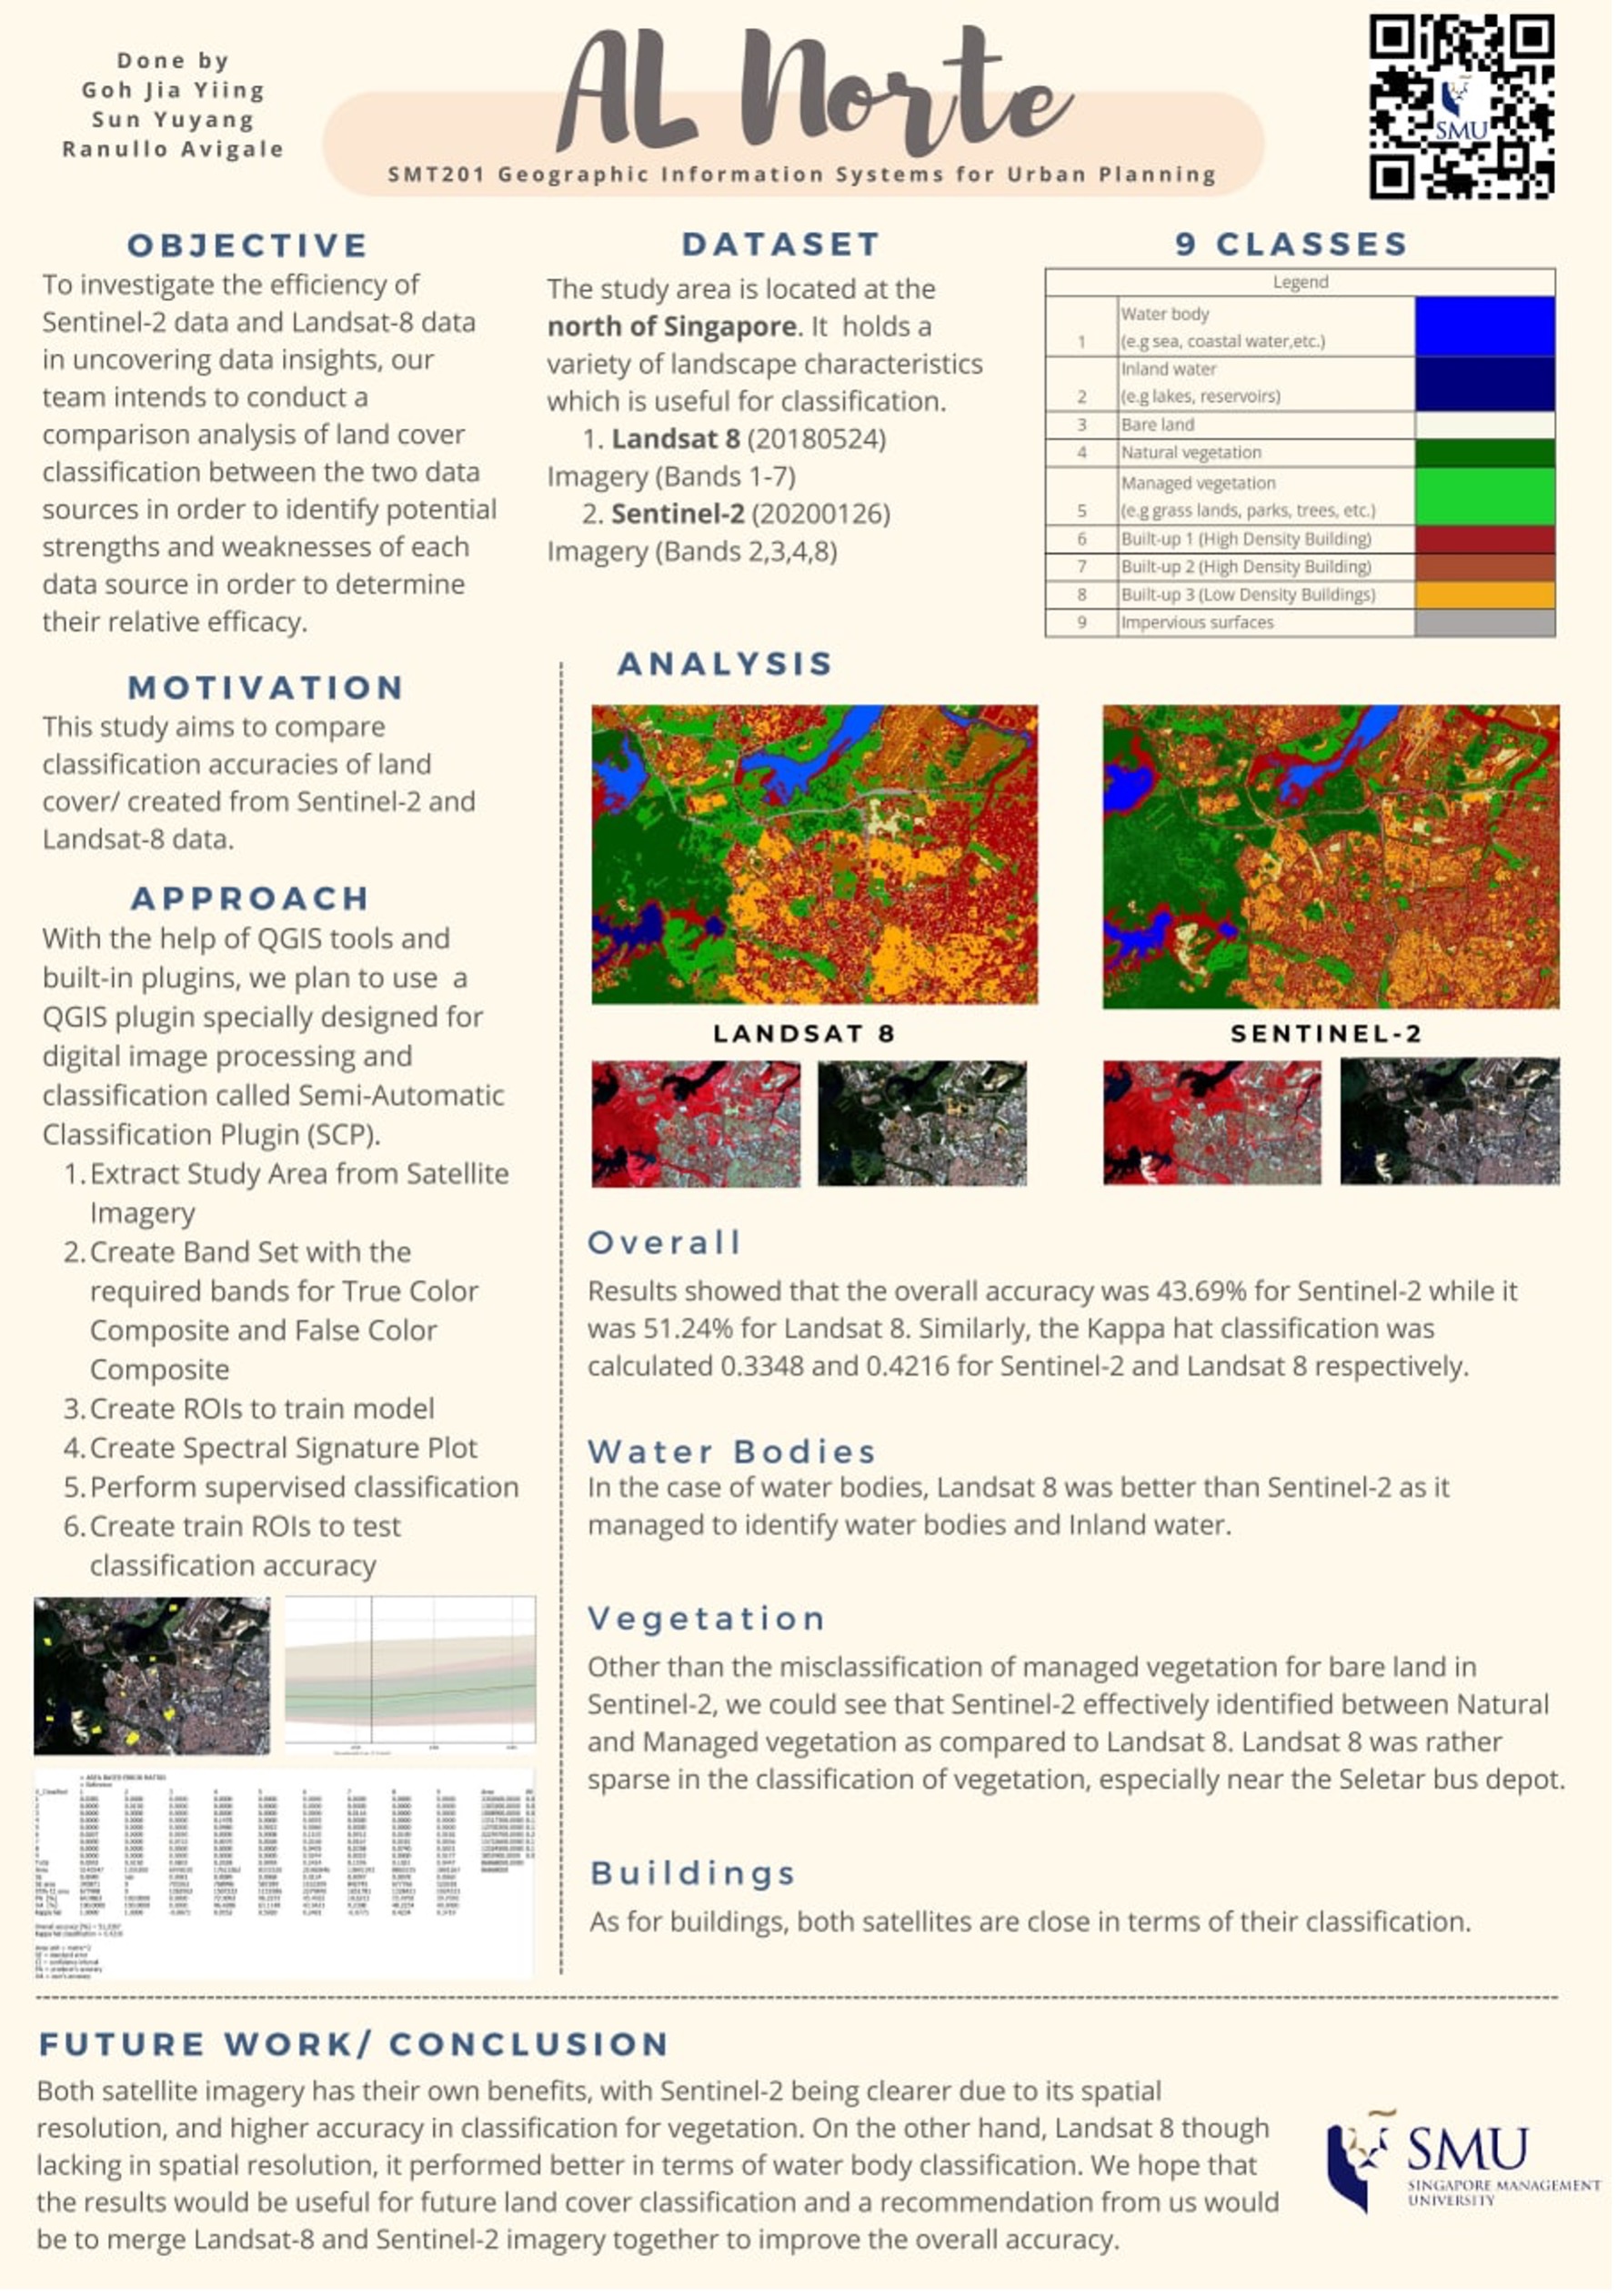 Done by
Goh Jia Yiing
Sun Yuyang
Ranullo Avigale
AL Norte
SMT201 Geographic Information Systems for Urban Planning
SMU
OBJECTIVE
To investigate the efficiency of
Sentinel-2 data and Landsat-8 data
in uncovering data insights, our
team intends to conduct a
comparison analysis of land cover
classification between the two data
sources in order to identify potential
strengths and weaknesses of each
data source in order to determine
their relative efficacy.
DATASET
The study area is located at the
north of Singapore. It holds a
variety of landscape characteristics
which is useful for classification.
1. Landsat 8 (20180524)
Imagery (Bands 1-7)
2. Sentinel-2 (20200126)
Imagery (Bands 2,3,4,8)
9 CLASSES
Legend
Water body
1 (e.g sea, coastal water,etc.)
Inland water
2 (e.g lakes, reservoirs)
3 Bare land
4 Natural vegetation
Managed vegetation
5 (e.g grass lands, parks, trees, etc.)
6 Built-up 1 (High Density Building)
7 Built-up 2 (High Density Building)
8 Built-up 3 (Low Density Buildings)
9 Impervious surfaces
MOTIVATION
This study aims to compare
classification accuracies of land
cover/ created from Sentinel-2 and
Landsat-8 data.
APPROACH
With the help of QGIS tools and
built-in plugins, we plan to use a
QGIS plugin specially designed for
digital image processing and
classification called Semi-Automatic
Classification Plugin (SCP).
1. Extract Study Area from Satellite
Imagery
2. Create Band Set with the
required bands for True Color
Composite and False Color
Composite
3. Create ROIs to train model
4. Create Spectral Signature Plot
5. Perform supervised classification
6. Create train ROIs to test
classification accuracy
ANALYSIS
LANDSAT 8
SENTINEL-2
Overall
Results showed that the overall accuracy was 43.69% for Sentinel-2 while it
was 51.24% for Landsat 8. Similarly, the Kappa hat classification was
calculated 0.3348 and 0.4216 for Sentinel-2 and Landsat 8 respectively.
Water Bodies
In the case of water bodies, Landsat 8 was better than Sentinel-2 as it
managed to identify water bodies and Inland water.
Vegetation
Other than the misclassification of managed vegetation for bare land in
Sentinel-2, we could see that Sentinel-2 effectively identified between Natural
and Managed vegetation as compared to Landsat 8. Landsat 8 was rather
sparse in the classification of vegetation, especially near the Seletar bus depot.
Buildings
As for buildings, both satellites are close in terms of their classification.
FUTURE WORK/ CONCLUSION
Both satellite imagery has their own benefits, with Sentinel-2 being clearer due to its spatial
resolution, and higher accuracy in classification for vegetation. On the other hand, Landsat 8 though
lacking in spatial resolution, it performed better in terms of water body classification. We hope that
the results would be useful for future land cover classification and a recommendation from us would
be to merge Landsat-8 and Sentinel-2 imagery together to improve the overall accuracy.
SMU
SINGAPORE MANAGEMENT
UNIVERSITY